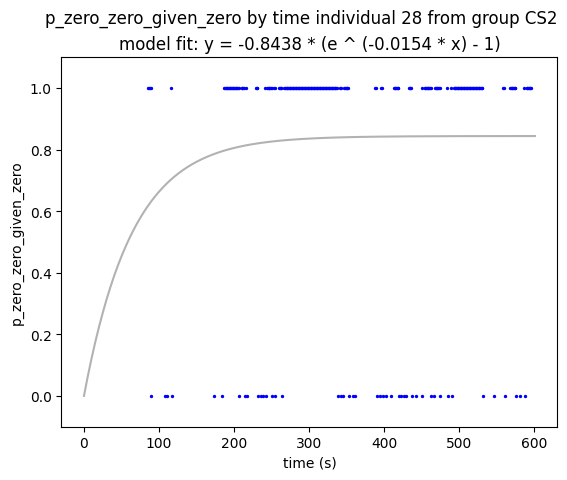 p_zero_zero_given_zero by time individual 28 from group CS2
model fit: y = -0.8438 * (e ^ (-0.0154 * x) - 1)
p_zero_zero_given_zero
1.0
0.8
0.6
0.4
0.2
0.0
0 100 200 300 400 500 600
time (s)